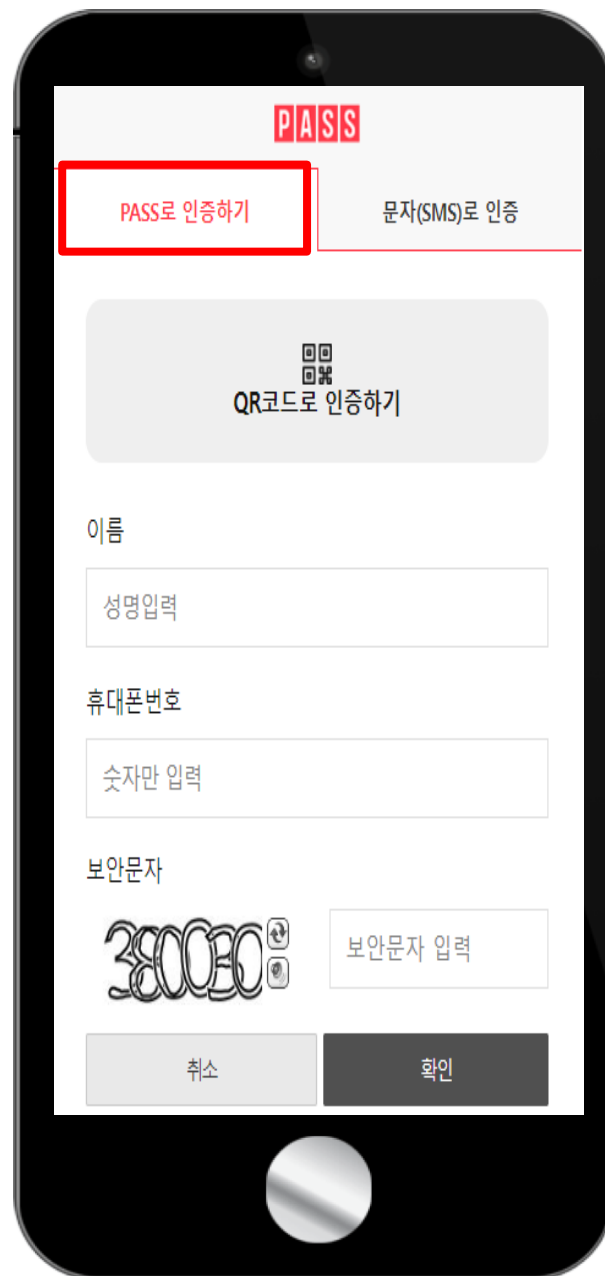 PASS
PASS로 인증하기
문자(SMS)로 인증
QR코드로 인증하기
이름
성명입력
휴대폰번호
숫자만 입력
보안문자
보안문자 입력
취소
확인